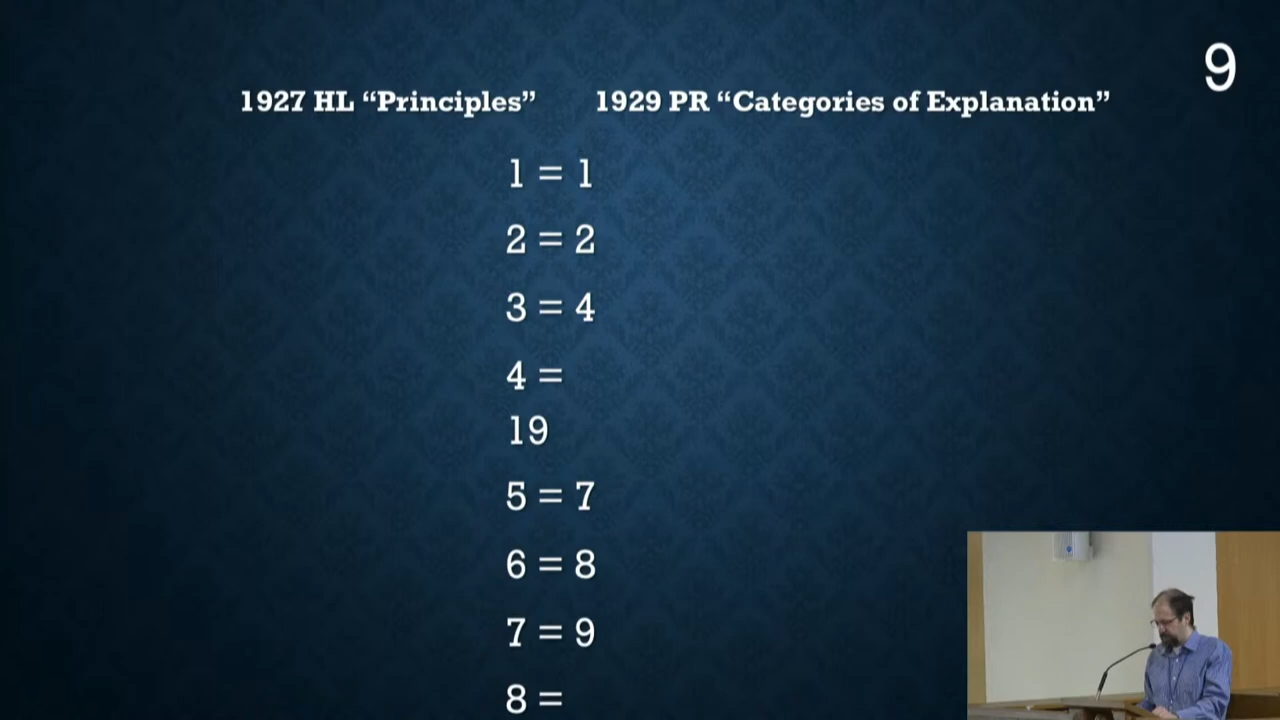 9
1927 HL “Principles” 1929 PR “Categories of Explanation”
1 = 1
2 = 2
3 = 4
4 =
19
5 = 7
6 = 8
7 = 9
8 =